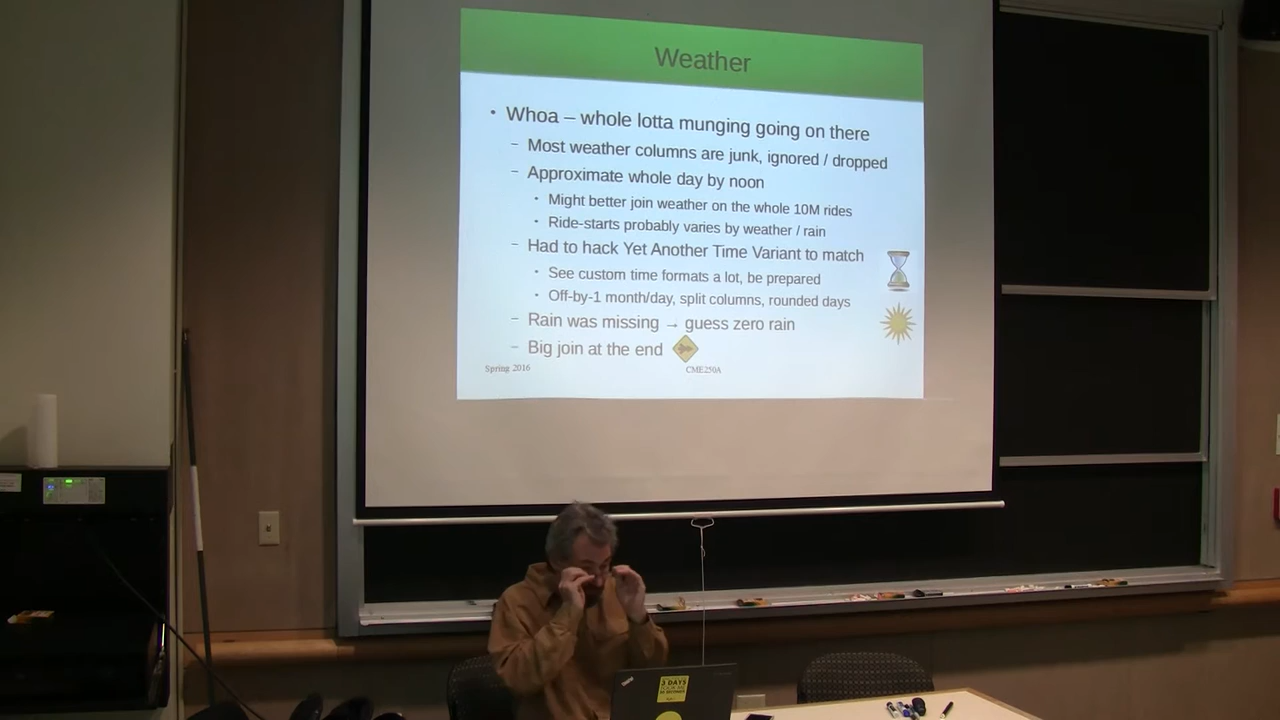 Weather
• Whoa – whole lotta munging going on there
– Most weather columns are junk, ignored / dropped
– Approximate whole day by noon
• Might better join weather on the whole 10M rides
• Ride-starts probably varies by weather / rain
– Had to hack Yet Another Time Variant to match
• See custom time formats a lot, be prepared
• Off-by-1 month/day, split columns, rounded days
– Rain was missing → guess zero rain
– Big join at the end
Spring 2016
CME250A
3 DAYS